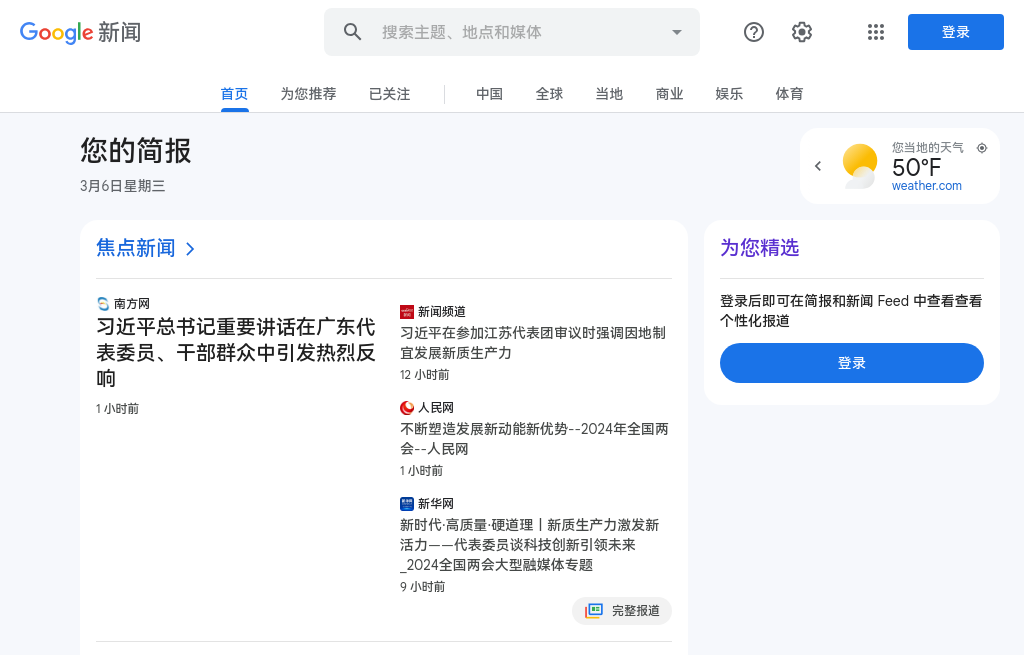 Google 新闻
搜索主题、地点和媒体
登录
首页
为您推荐
已关注
中国
全球
当地
商业
娱乐
体育
您的简报
3月6日星期三
您当地的天气
50°F
weather.com
焦点新闻
南方网
习近平总书记重要讲话在广东代
表委员、干部群众中引发热烈反
响
1 小时前
新闻频道
习近平在参加江苏代表团审议时强调因地制
宜发展新质生产力
12 小时前
人民网
不断塑造发展新动能新优势--2024年全国两
会--人民网
1 小时前
新华网
新时代·高质量·硬道理丨新质生产力激发新
活力——代表委员谈科技创新引领未来
_2024全国两会大型融媒体专题
9 小时前
完整报道
为您精选
登录后即可在简报和新闻 Feed 中查看查看
个性化报道
登录